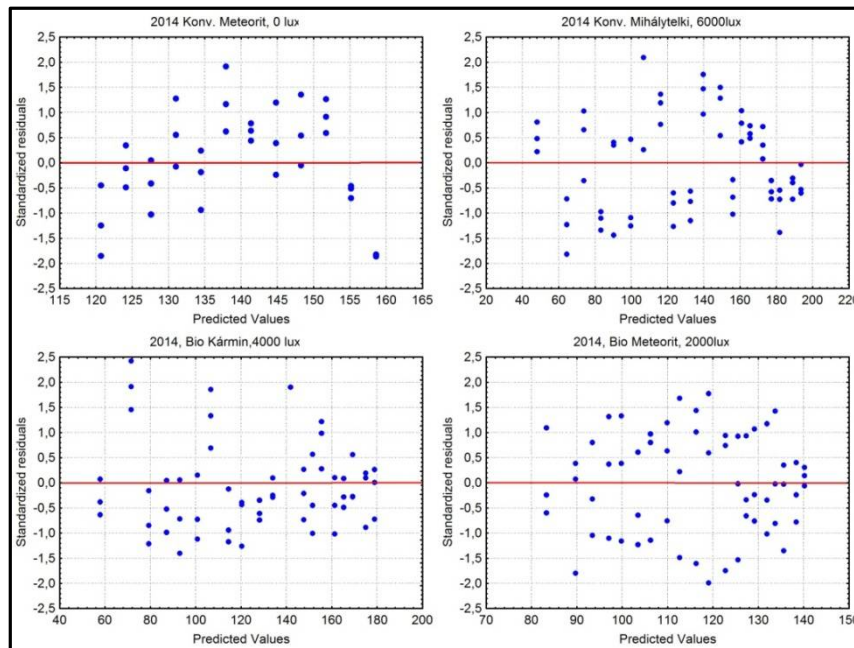 2014 Konv. Meteorit, 0 lux
2,5
2,0
1,5
1,0
0,5
0,0
-0,5
-1,0
-1,5
-2,0
-2,5
Standardized residuals
115 120 125 130 135 140 145 150 155 160 165
Predicted Values
2014 Konv. Mihálytelki, 6000lux
2,5
2,0
1,5
1,0
0,5
0,0
-0,5
-1,0
-1,5
-2,0
-2,5
Standardized residuals
20 40 60 80 100 120 140 160 180 200 220
Predicted Values
2014, Bio Kármin,4000 lux
2,5
2,0
1,5
1,0
0,5
0,0
-0,5
-1,0
-1,5
-2,0
-2,5
Standardized residuals
40 60 80 100 120 140 160 180 200
Predicted Values
2014, Bio Meteorit, 2000lux
2,5
2,0
1,5
1,0
0,5
0,0
-0,5
-1,0
-1,5
-2,0
-2,5
Standardized residuals
70 80 90 100 110 120 130 140 150
Predicted Values